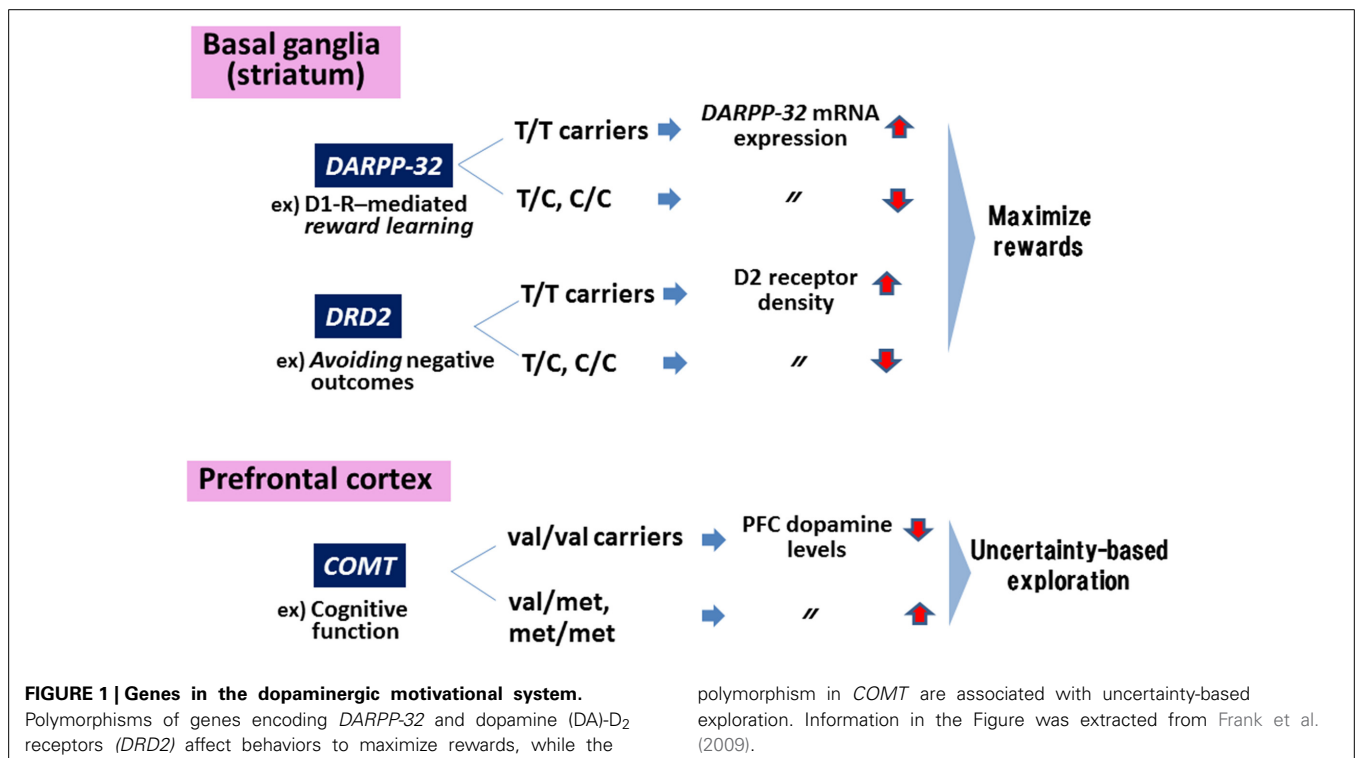 Basal ganglia
(striatum)
DARPP-32
ex) D1-R–mediated
reward learning
T/T carriers
DARPP-32 mRNA
expression
T/C, C/C
〃
DRD2
ex) Avoiding negative
outcomes
T/T carriers
D2 receptor
density
T/C, C/C
〃
Maximize
rewards
Prefrontal cortex
COMT
ex) Cognitive
function
val/val carriers
PFC dopamine
levels
val/met,
met/met
〃
Uncertainty-based
exploration
FIGURE 1 | Genes in the dopaminergic motivational system.
Polymorphisms of genes encoding DARPP-32 and dopamine (DA)-D₂
receptors (DRD2) affect behaviors to maximize rewards, while the
polymorphism in COMT are associated with uncertainty-based
exploration. Information in the Figure was extracted from Frank et al.
(2009).